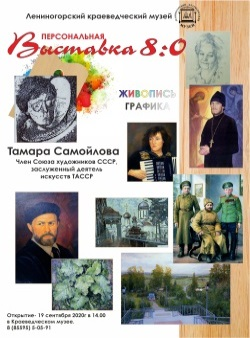 Лениногорский краеведческий музей
ПЕРСОНАЛЬНАЯ
Выставка 8:0
ЖИВОПИСЬ
ГРАФИКА
Тамара Самойлова
Член Союза художников СССР,
заслуженный деятель
искусств ТАССР
Открытие- 19 сентября 2020г в 14.00
в Краеведческом музее.
8 (85595) 5-03-91